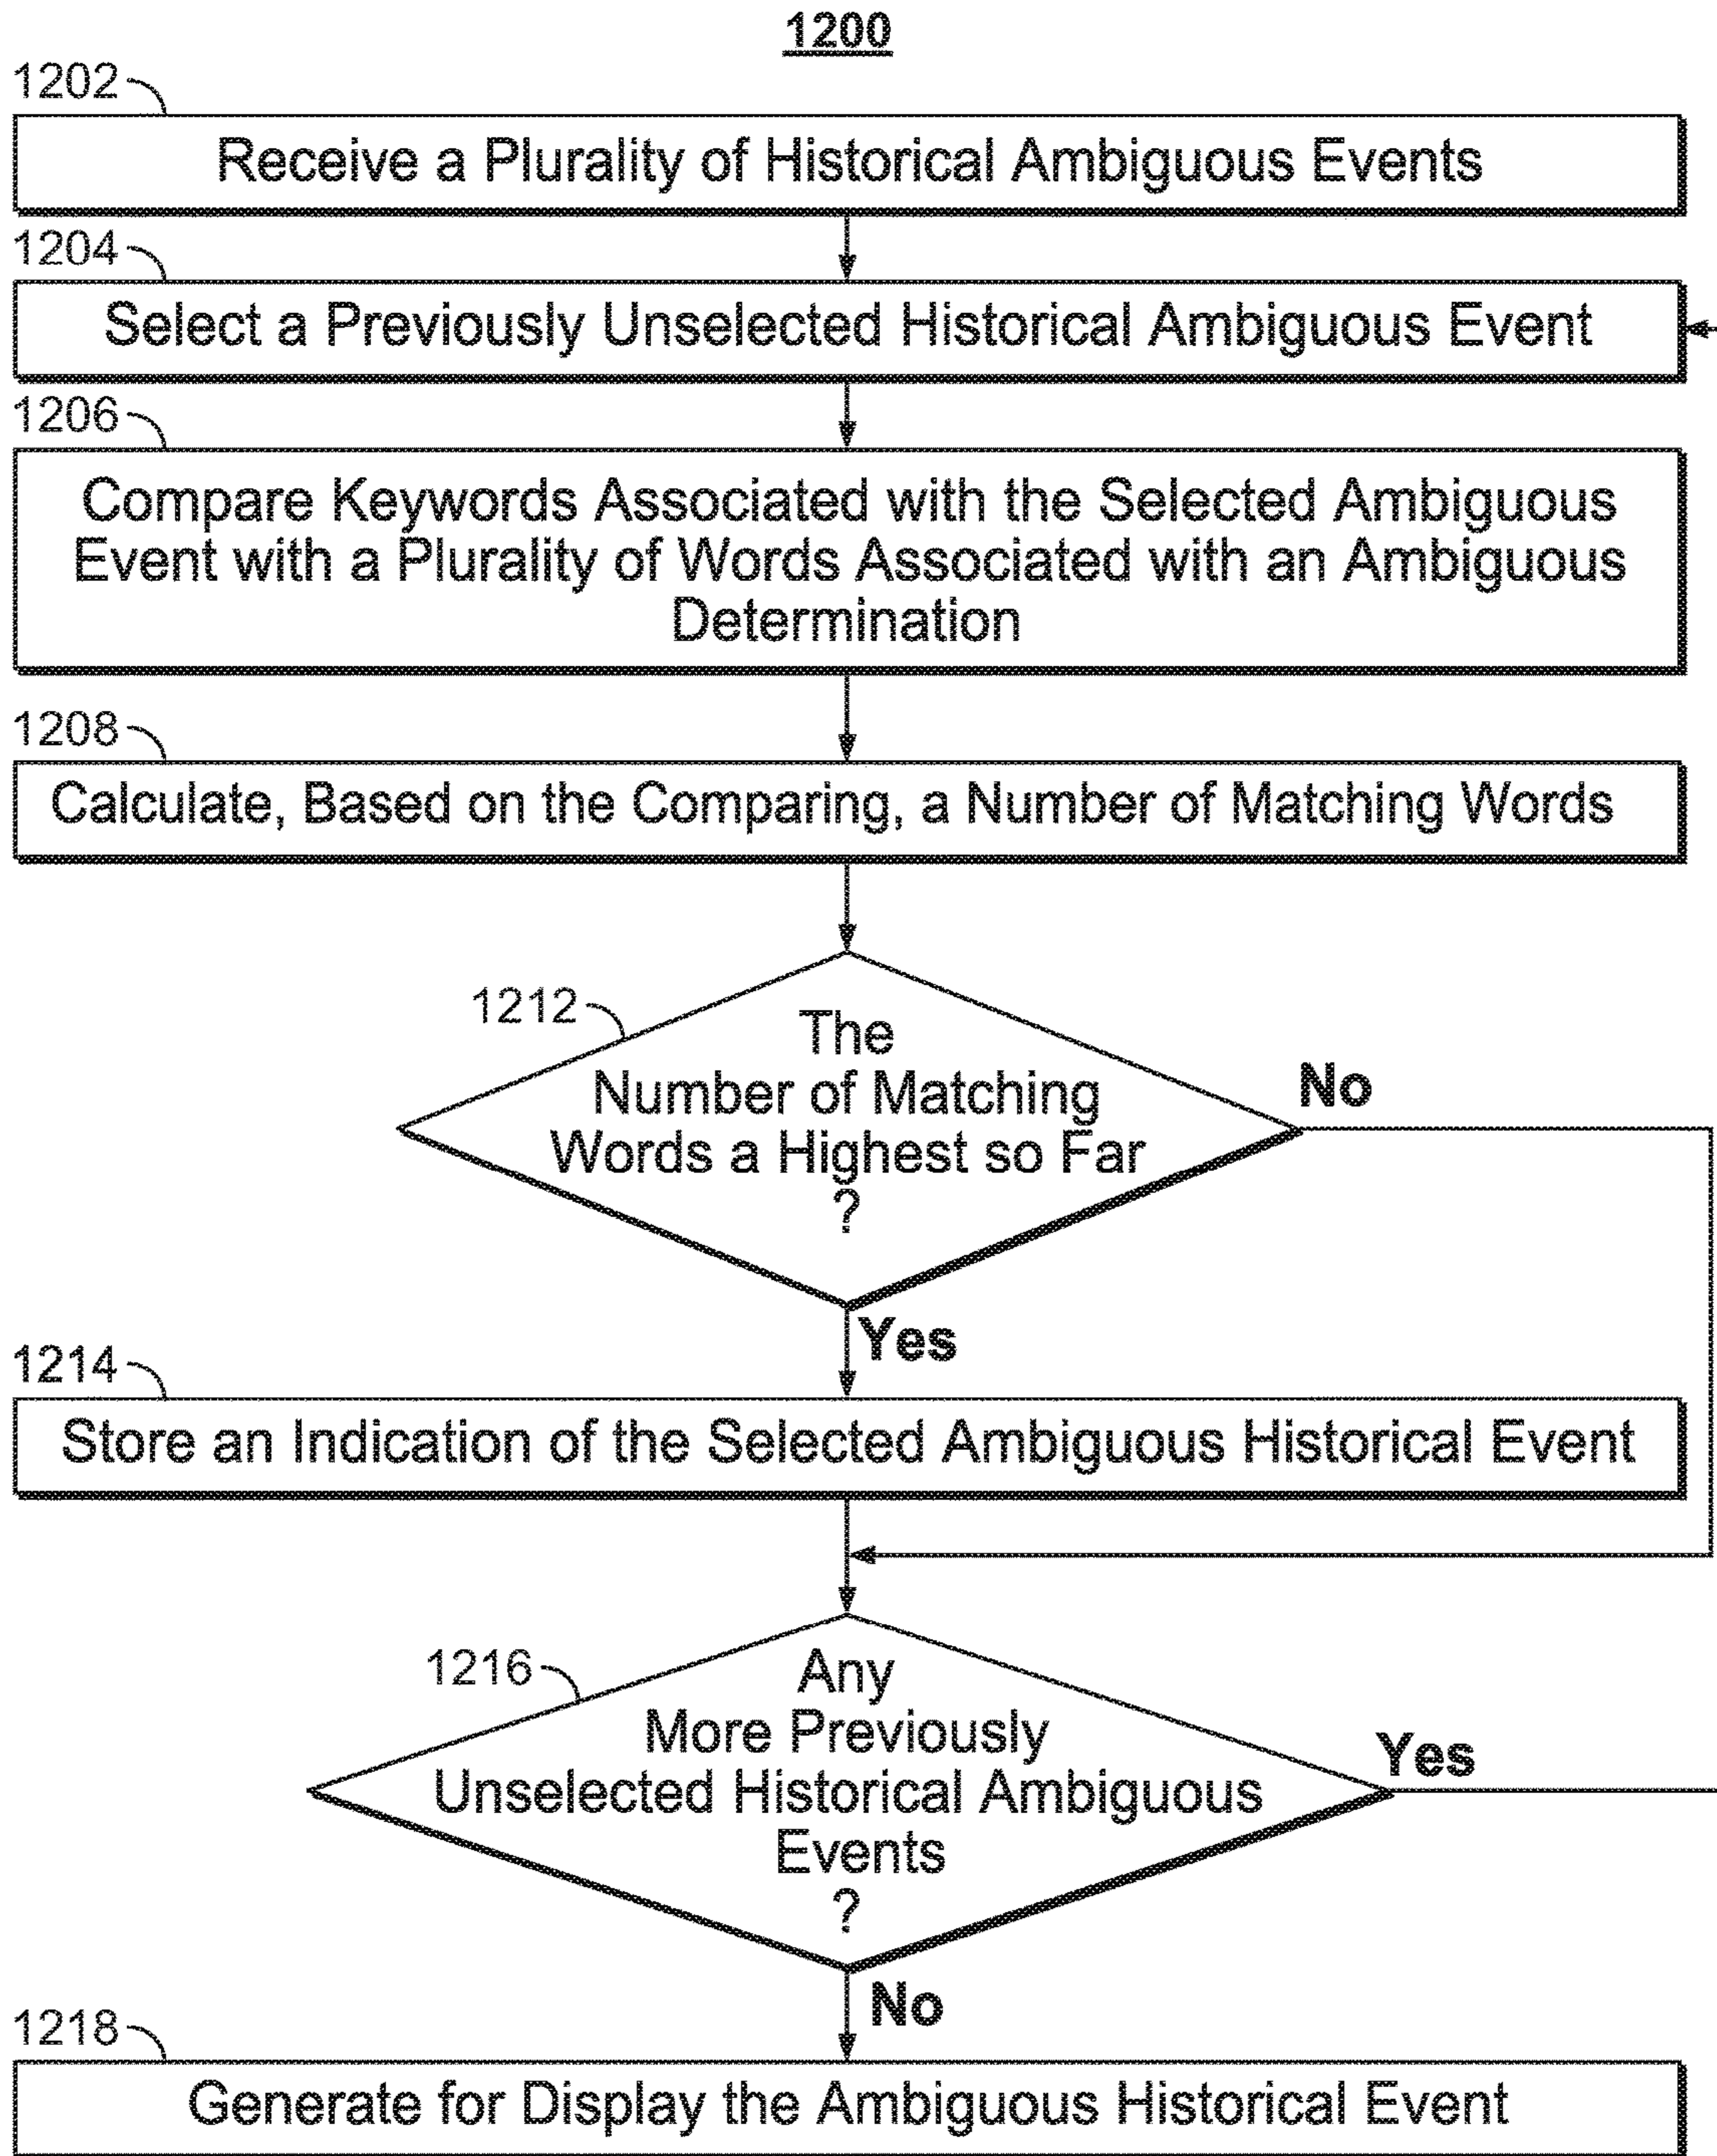 1200
1202
Receive a Plurality of Historical Ambiguous Events
1204
Select a Previously Unselected Historical Ambiguous Event
1206
Compare Keywords Associated with the Selected Ambiguous
Event with a Plurality of Words Associated with an Ambiguous
Determination
1208
Calculate, Based on the Comparing, a Number of Matching Words
1212
The
Number of Matching
Words a Highest so Far
?
No
Yes
1214
Store an Indication of the Selected Ambiguous Historical Event
1216
Any
More Previously
Unselected Historical Ambiguous
Events
?
Yes
No
1218
Generate for Display the Ambiguous Historical Event